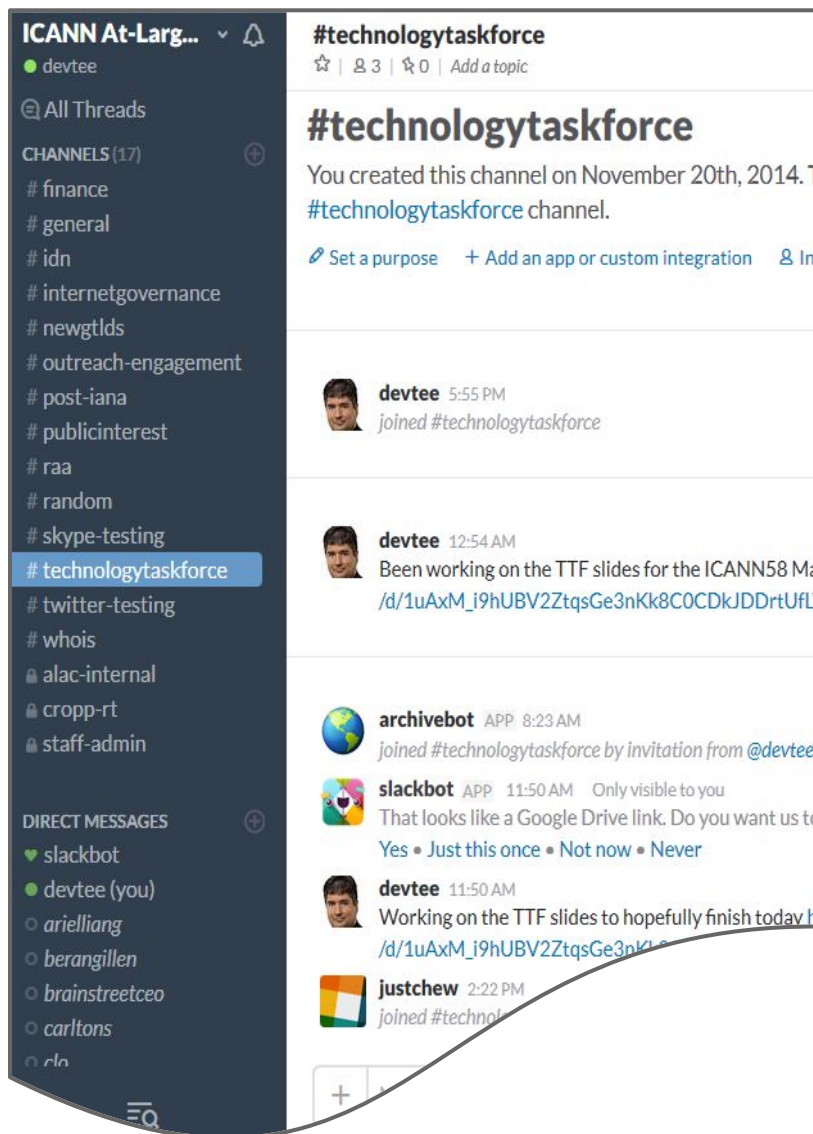 ICANN At-Larg...
devtee
All Threads
CHANNELS (17)
# finance
# general
# idn
# internetgovernance
# newgtlds
# outreach-engagement
# post-iana
# publicinterest
# raa
# random
# skype-testing
# technologytaskforce
# twitter-testing
# whois
alac-internal
cropp-rt
staff-admin
DIRECT MESSAGES
slackbot
devtee (you)
arielliang
berangillen
brainstreetceo
carltons
clo
#technologytaskforce
3 | 0 | Add a topic
#technologytaskforce
You created this channel on November 20th, 2014.
#technologytaskforce channel.
Set a purpose + Add an app or custom integration
devtee 5:55 PM
joined #technologytaskforce
devtee 12:54 AM
Been working on the TTF slides for the ICANN58 Ma
/d/1uAxM_i9hUBV2ZtqsGe3nKk8C0CDkJDDrtUfL
archivebot APP 8:23 AM
joined #technologytaskforce by invitation from @devtee
slackbot APP 11:50 AM Only visible to you
That looks like a Google Drive link. Do you want us to
Yes • Just this once • Not now • Never
devtee 11:50 AM
Working on the TTF slides to hopefully finish today
/d/1uAxM_i9hUBV2ZtqsGe3nK
justchew 2:22 PM
joined #technolo